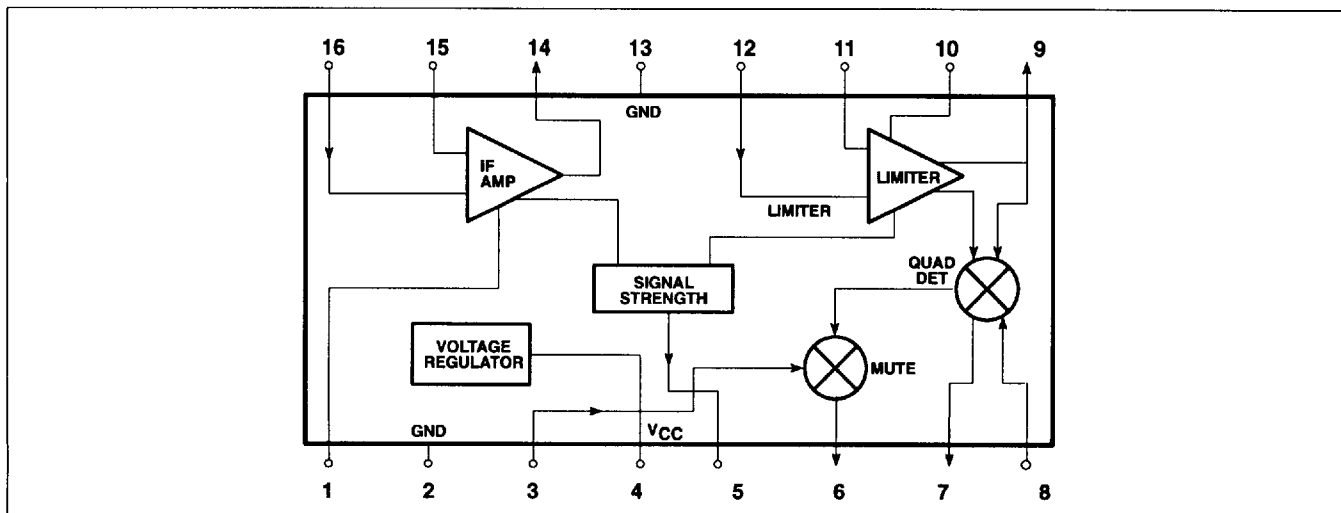 16 15 14 13 12 11 10 9
GND
IF
AMP
LIMITER
LIMITER
QUAD
DET
SIGNAL
STRENGTH
VOLTAGE
REGULATOR
MUTE
GND
VCC
1 2 3 4 5 6 7 8